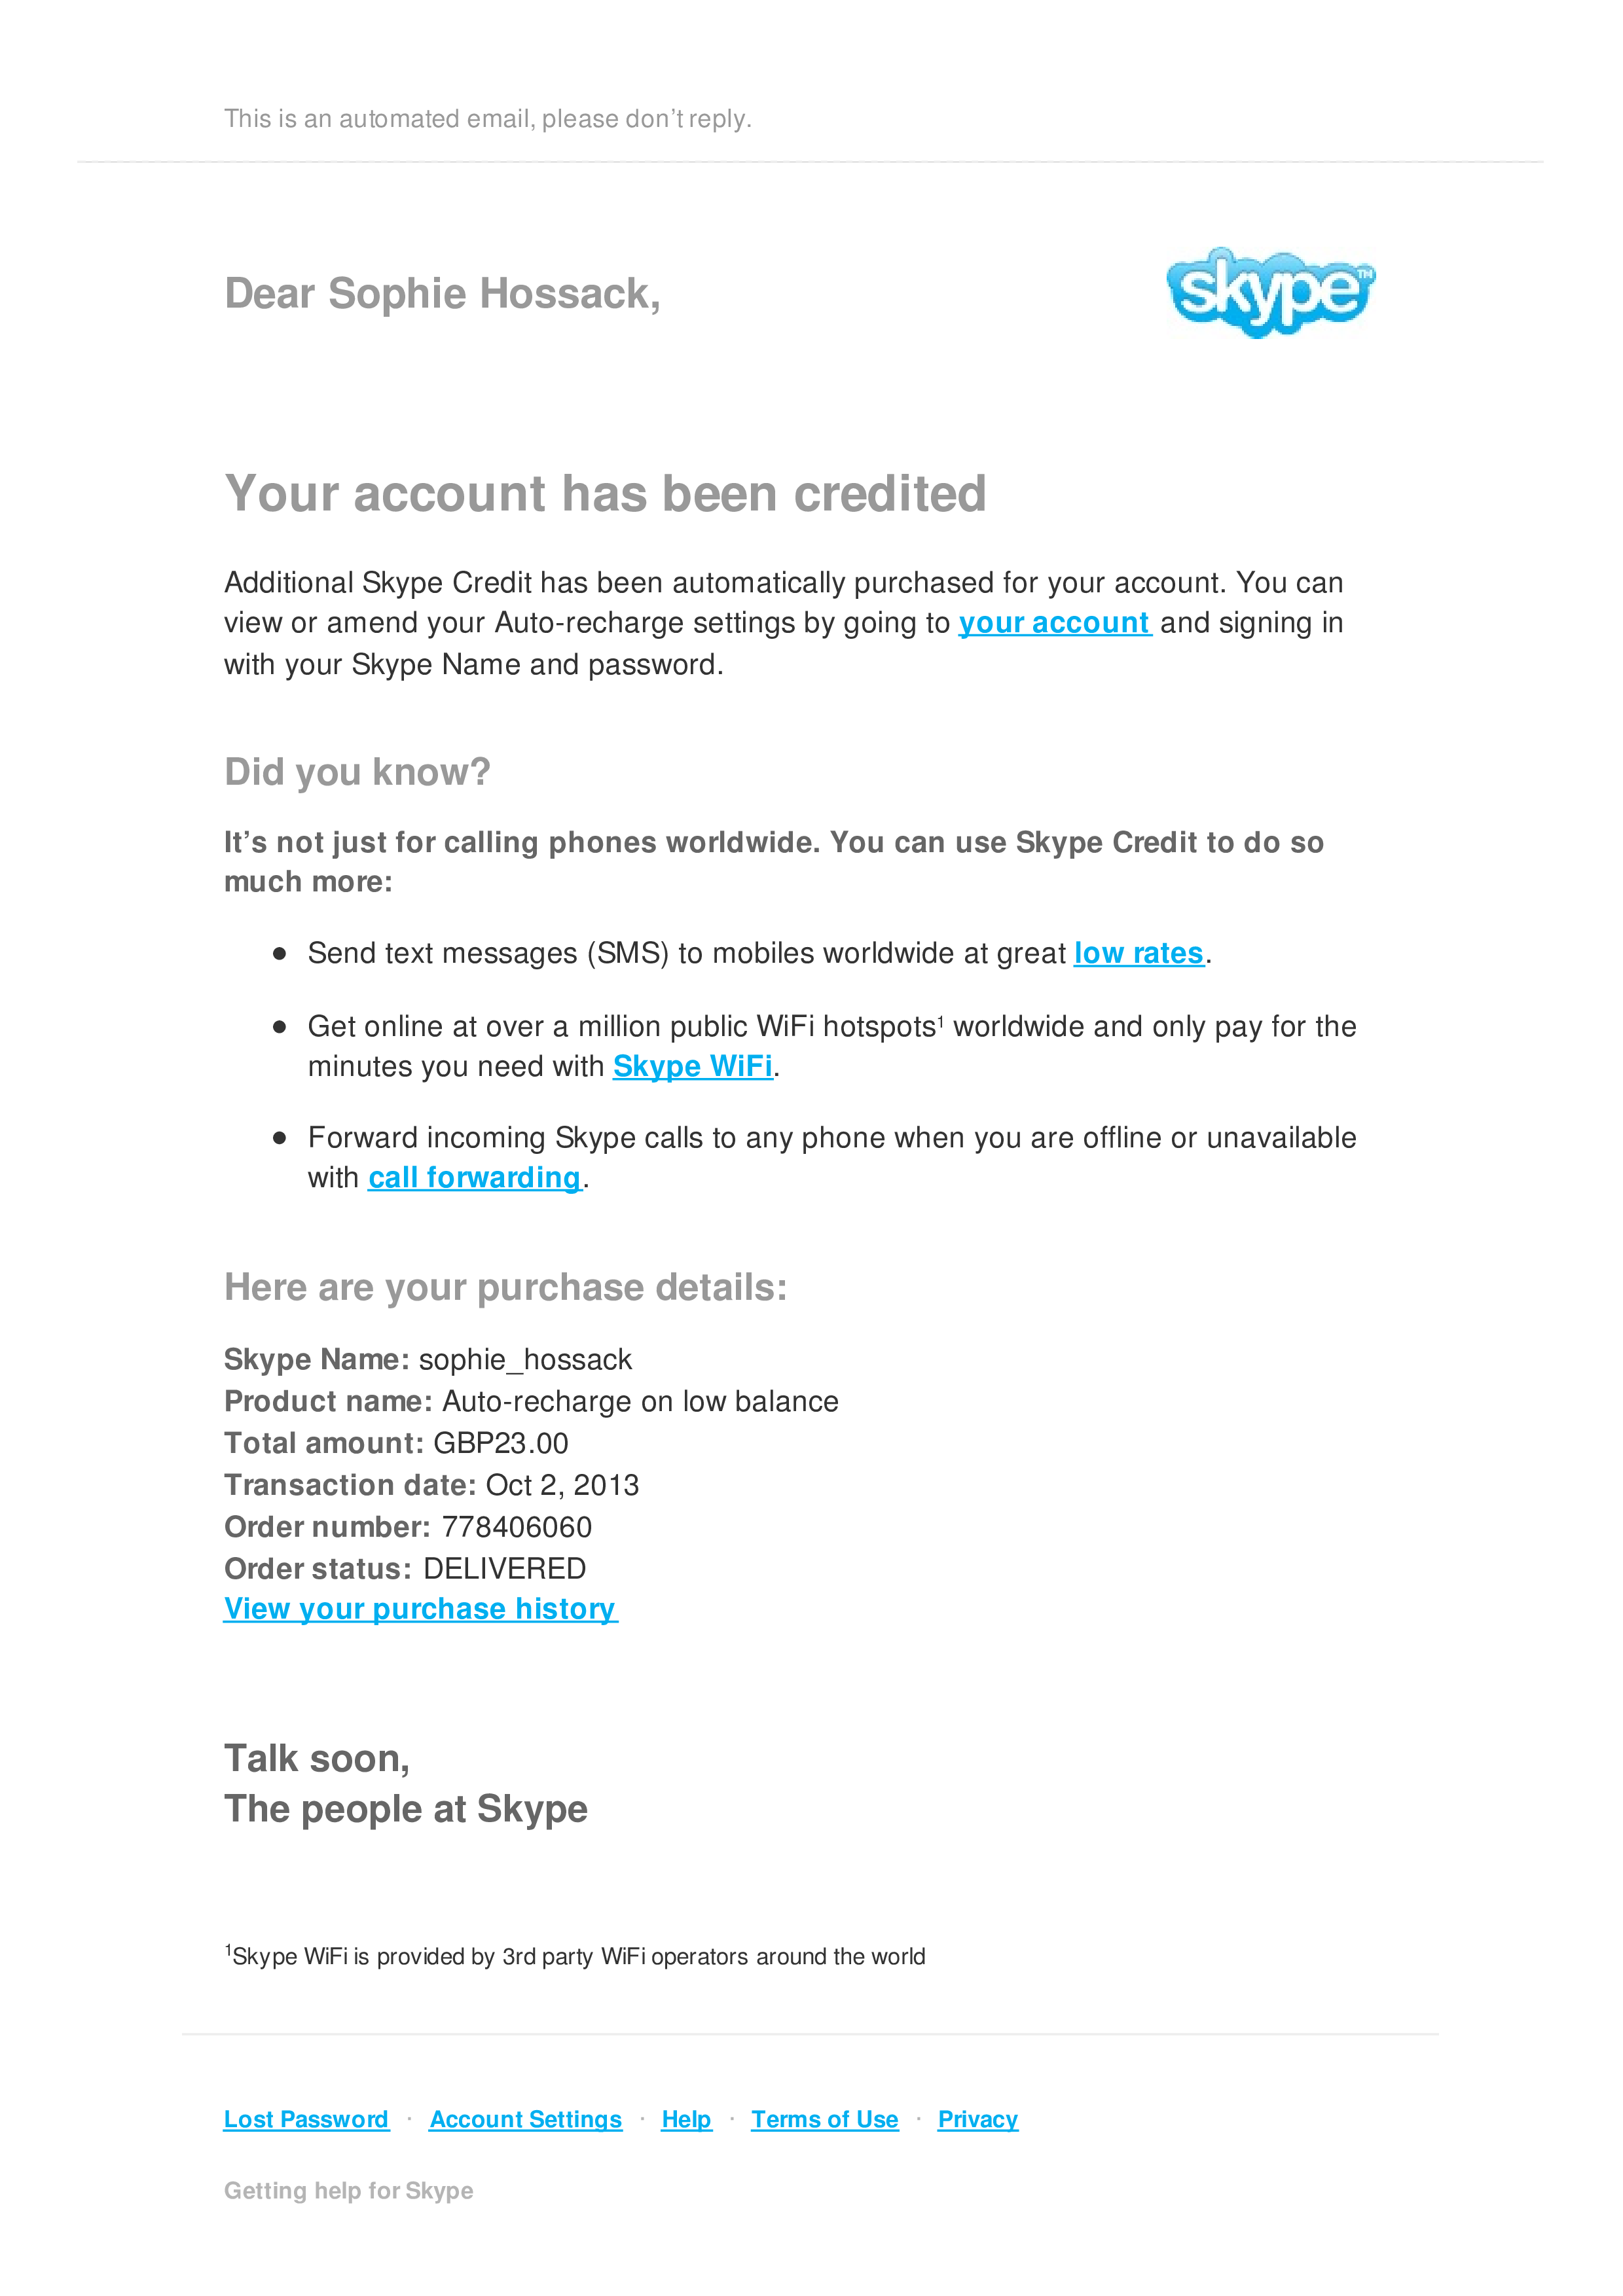 This is an automated email, please don’t reply.
Dear Sophie Hossack,
skype™
Your account has been credited
Additional Skype Credit has been automatically purchased for your account. You can
view or amend your Auto-recharge settings by going to your account and signing in
with your Skype Name and password.
Did you know?
It’s not just for calling phones worldwide. You can use Skype Credit to do so
much more:
● Send text messages (SMS) to mobiles worldwide at great low rates.
● Get online at over a million public WiFi hotspots¹ worldwide and only pay for the
minutes you need with Skype WiFi.
● Forward incoming Skype calls to any phone when you are offline or unavailable
with call forwarding.
Here are your purchase details:
Skype Name: sophie_hossack
Product name: Auto-recharge on low balance
Total amount: GBP23.00
Transaction date: Oct 2, 2013
Order number: 778406060
Order status: DELIVERED
View your purchase history
Talk soon,
The people at Skype
¹Skype WiFi is provided by 3rd party WiFi operators around the world
Lost Password · Account Settings · Help · Terms of Use · Privacy
Getting help for Skype